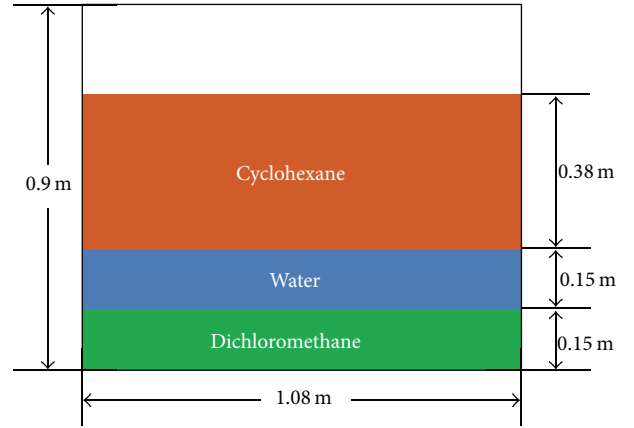 Cyclohexane
0.38 m
0.9 m
Water
0.15 m
Dichloromethane
0.15 m
1.08 m